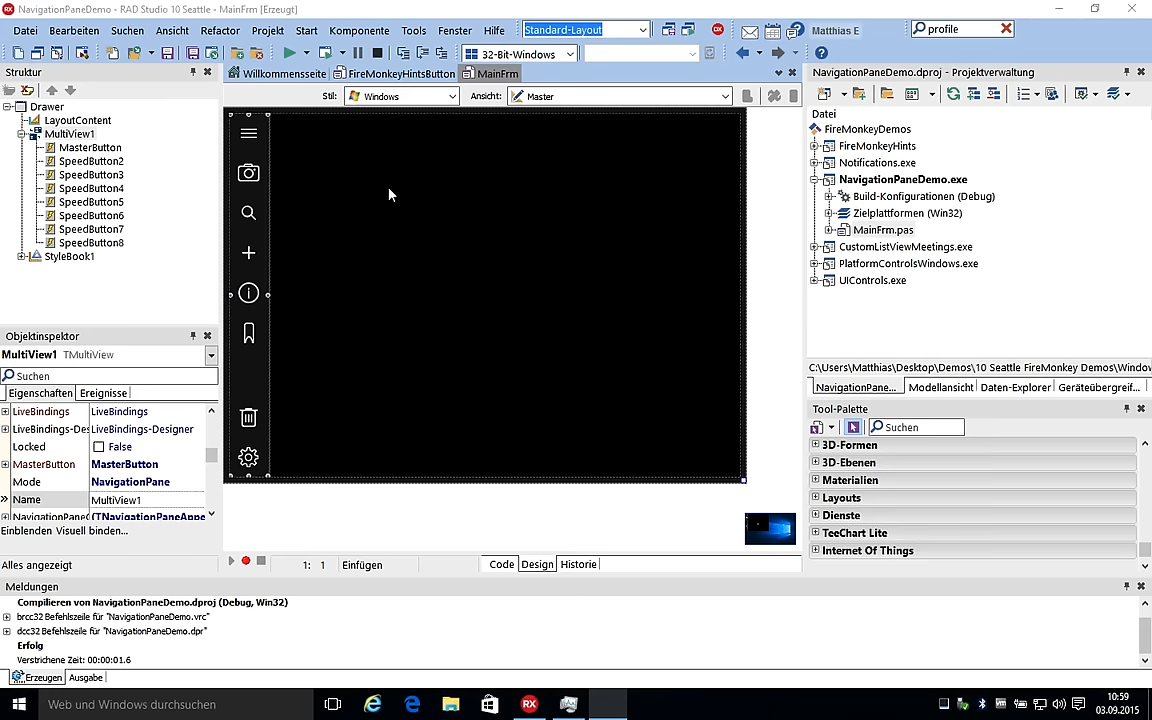 NavigationPaneDemo - RAD Studio 10 Seattle - MainFrm [Erzeugt]
Datei Bearbeiten Suchen Ansicht Refactor Projekt Start Komponente Tools Fenster Hilfe Standard-Layout Matthias E profile
32-Bit-Windows
Struktur
Willkommensseite FireMonkeyHintsButton MainFrm
NavigationPaneDemo.dproj - Projektverwaltung
Stil: Windows Ansicht: Master
Drawer
LayoutContent
MultiView1
MasterButton
SpeedButton2
SpeedButton3
SpeedButton4
SpeedButton5
SpeedButton6
SpeedButton7
SpeedButton8
StyleBook1
Datei
FireMonkeyDemos
FireMonkeyHints
Notifications.exe
NavigationPaneDemo.exe
Build-Konfigurationen (Debug)
Zielplattformen (Win32)
MainFrm.pas
CustomListViewMeetings.exe
PlatformControlsWindows.exe
UIControls.exe
C:\Users\Matthias\Desktop\Demos\10 Seattle FireMonkey Demos\Windo
NavigationPane... Modellansicht Daten-Explorer Geräteübergreif...
Objektinspektor
MultiView1 TMultiView
Suchen
Eigenschaften Ereignisse
LiveBindings LiveBindings
LiveBindings-Des LiveBindings-Designer
Locked False
MasterButton MasterButton
Mode NavigationPane
Name MultiView1
NavigationPaneA (TNavigationPaneAppe
Einblenden Visuell binden...
Alles angezeigt
Tool-Palette
Suchen
3D-Formen
3D-Ebenen
Materialien
Layouts
Dienste
TeeChart Lite
Internet Of Things
1: 1 Einfügen Code Design Historie
Meldungen
Compilieren von NavigationPaneDemo.dproj (Debug, Win32)
brcc32 Befehlszeile für "NavigationPaneDemo.vrc"
dcc32 Befehlszeile für "NavigationPaneDemo.dpr"
Erfolg
Verstrichene Zeit: 00:00:01.6
Erzeugen Ausgabe
Web und Windows durchsuchen
10:59
03.09.2015